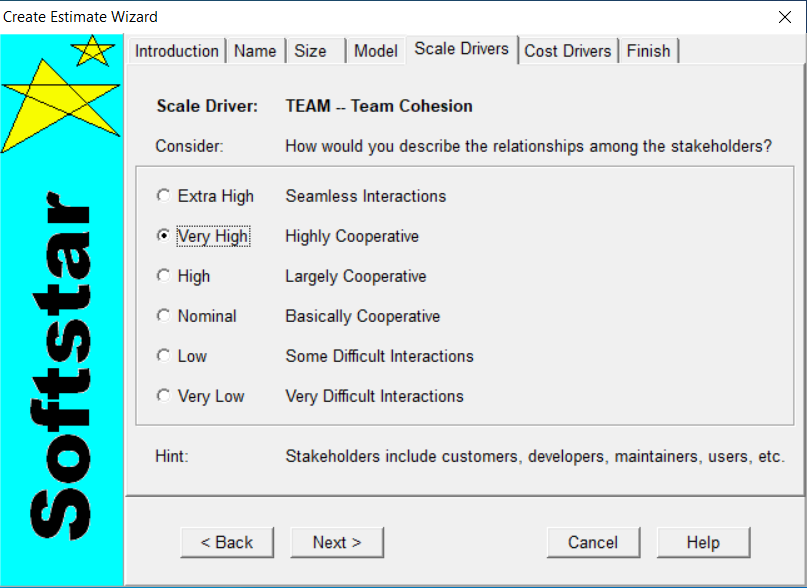 Create Estimate Wizard
Introduction Name Size Model Scale Drivers Cost Drivers Finish
Softstar
Scale Driver: TEAM -- Team Cohesion
Consider: How would you describe the relationships among the stakeholders?
Extra High Seamless Interactions
Very High Highly Cooperative
High Largely Cooperative
Nominal Basically Cooperative
Low Some Difficult Interactions
Very Low Very Difficult Interactions
Hint: Stakeholders include customers, developers, maintainers, users, etc.
< Back Next > Cancel Help